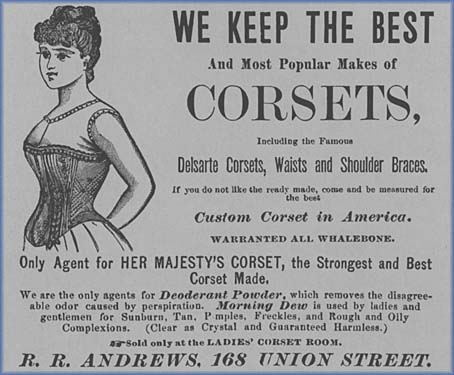 WE KEEP THE BEST
And Most Popular Makes of
CORSETS,
Including the Famous
Delsarte Corsets, Waists and Shoulder Braces.
If you do not like the ready made, come and be measured for
the best
Custom Corset in America.
WARRANTED ALL WHALEBONE.
Only Agent for HER MAJESTY'S CORSET, the Strongest and Best
Corset Made.
We are the only agents for Deoderant Powder, which removes the disagree-
able odor caused by perspiration. Morning Dew is used by ladies and
gentlemen for Sunburn, Tan, P mples, Freckles, and Rough and Oily
Complexions. (Clear as Crystal and Guaranteed Harmless.)
☞Sold only at the LADIES' CORSET ROOM.
R. R. ANDREWS, 168 UNION STREET.